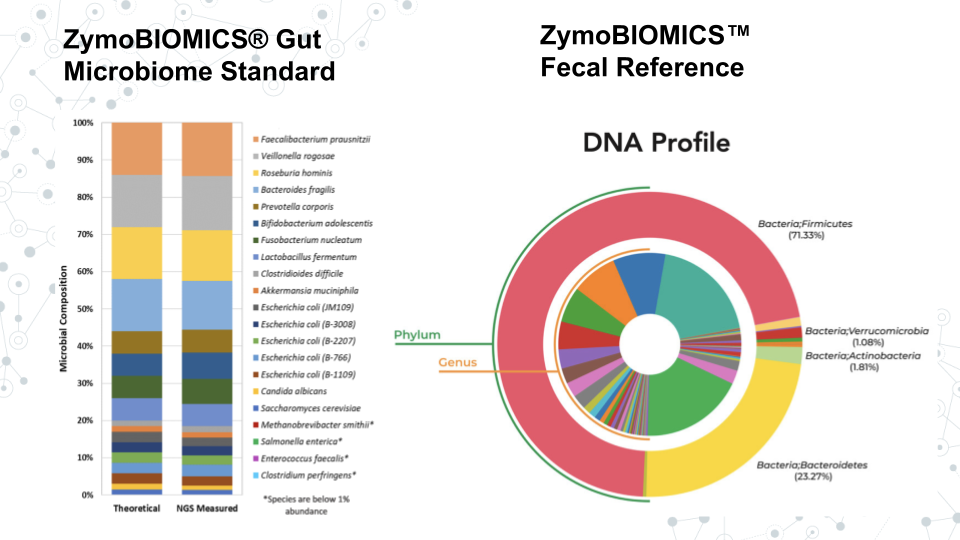 ZymoBIOMICS® Gut
Microbiome Standard
ZymoBIOMICS™
Fecal Reference
100%
90%
80%
70%
60%
50%
40%
30%
20%
10%
0%
Microbial Composition
Theoretical
NGS Measured
Faecalibacterium prausnitzii
Veillonella rogosae
Roseburia hominis
Bacteroides fragilis
Prevotella corporis
Bifidobacterium adolescentis
Fusobacterium nucleatum
Lactobacillus fermentum
Clostridioides difficile
Akkermansia muciniphila
Escherichia coli (JM109)
Escherichia coli (B-3008)
Escherichia coli (B-2207)
Escherichia coli (B-766)
Escherichia coli (B-1109)
Candida albicans
Saccharomyces cerevisiae
Methanobrevibacter smithii*
Salmonella enterica*
Enterococcus faecalis*
Clostridium perfringens*
*Species are below 1%
abundance
DNA Profile
Phylum
Genus
Bacteria;Firmicutes
(71.33%)
Bacteria;Verrucomicrobia
(1.08%)
Bacteria;Actinobacteria
(1.81%)
Bacteria;Bacteroidetes
(23.27%)